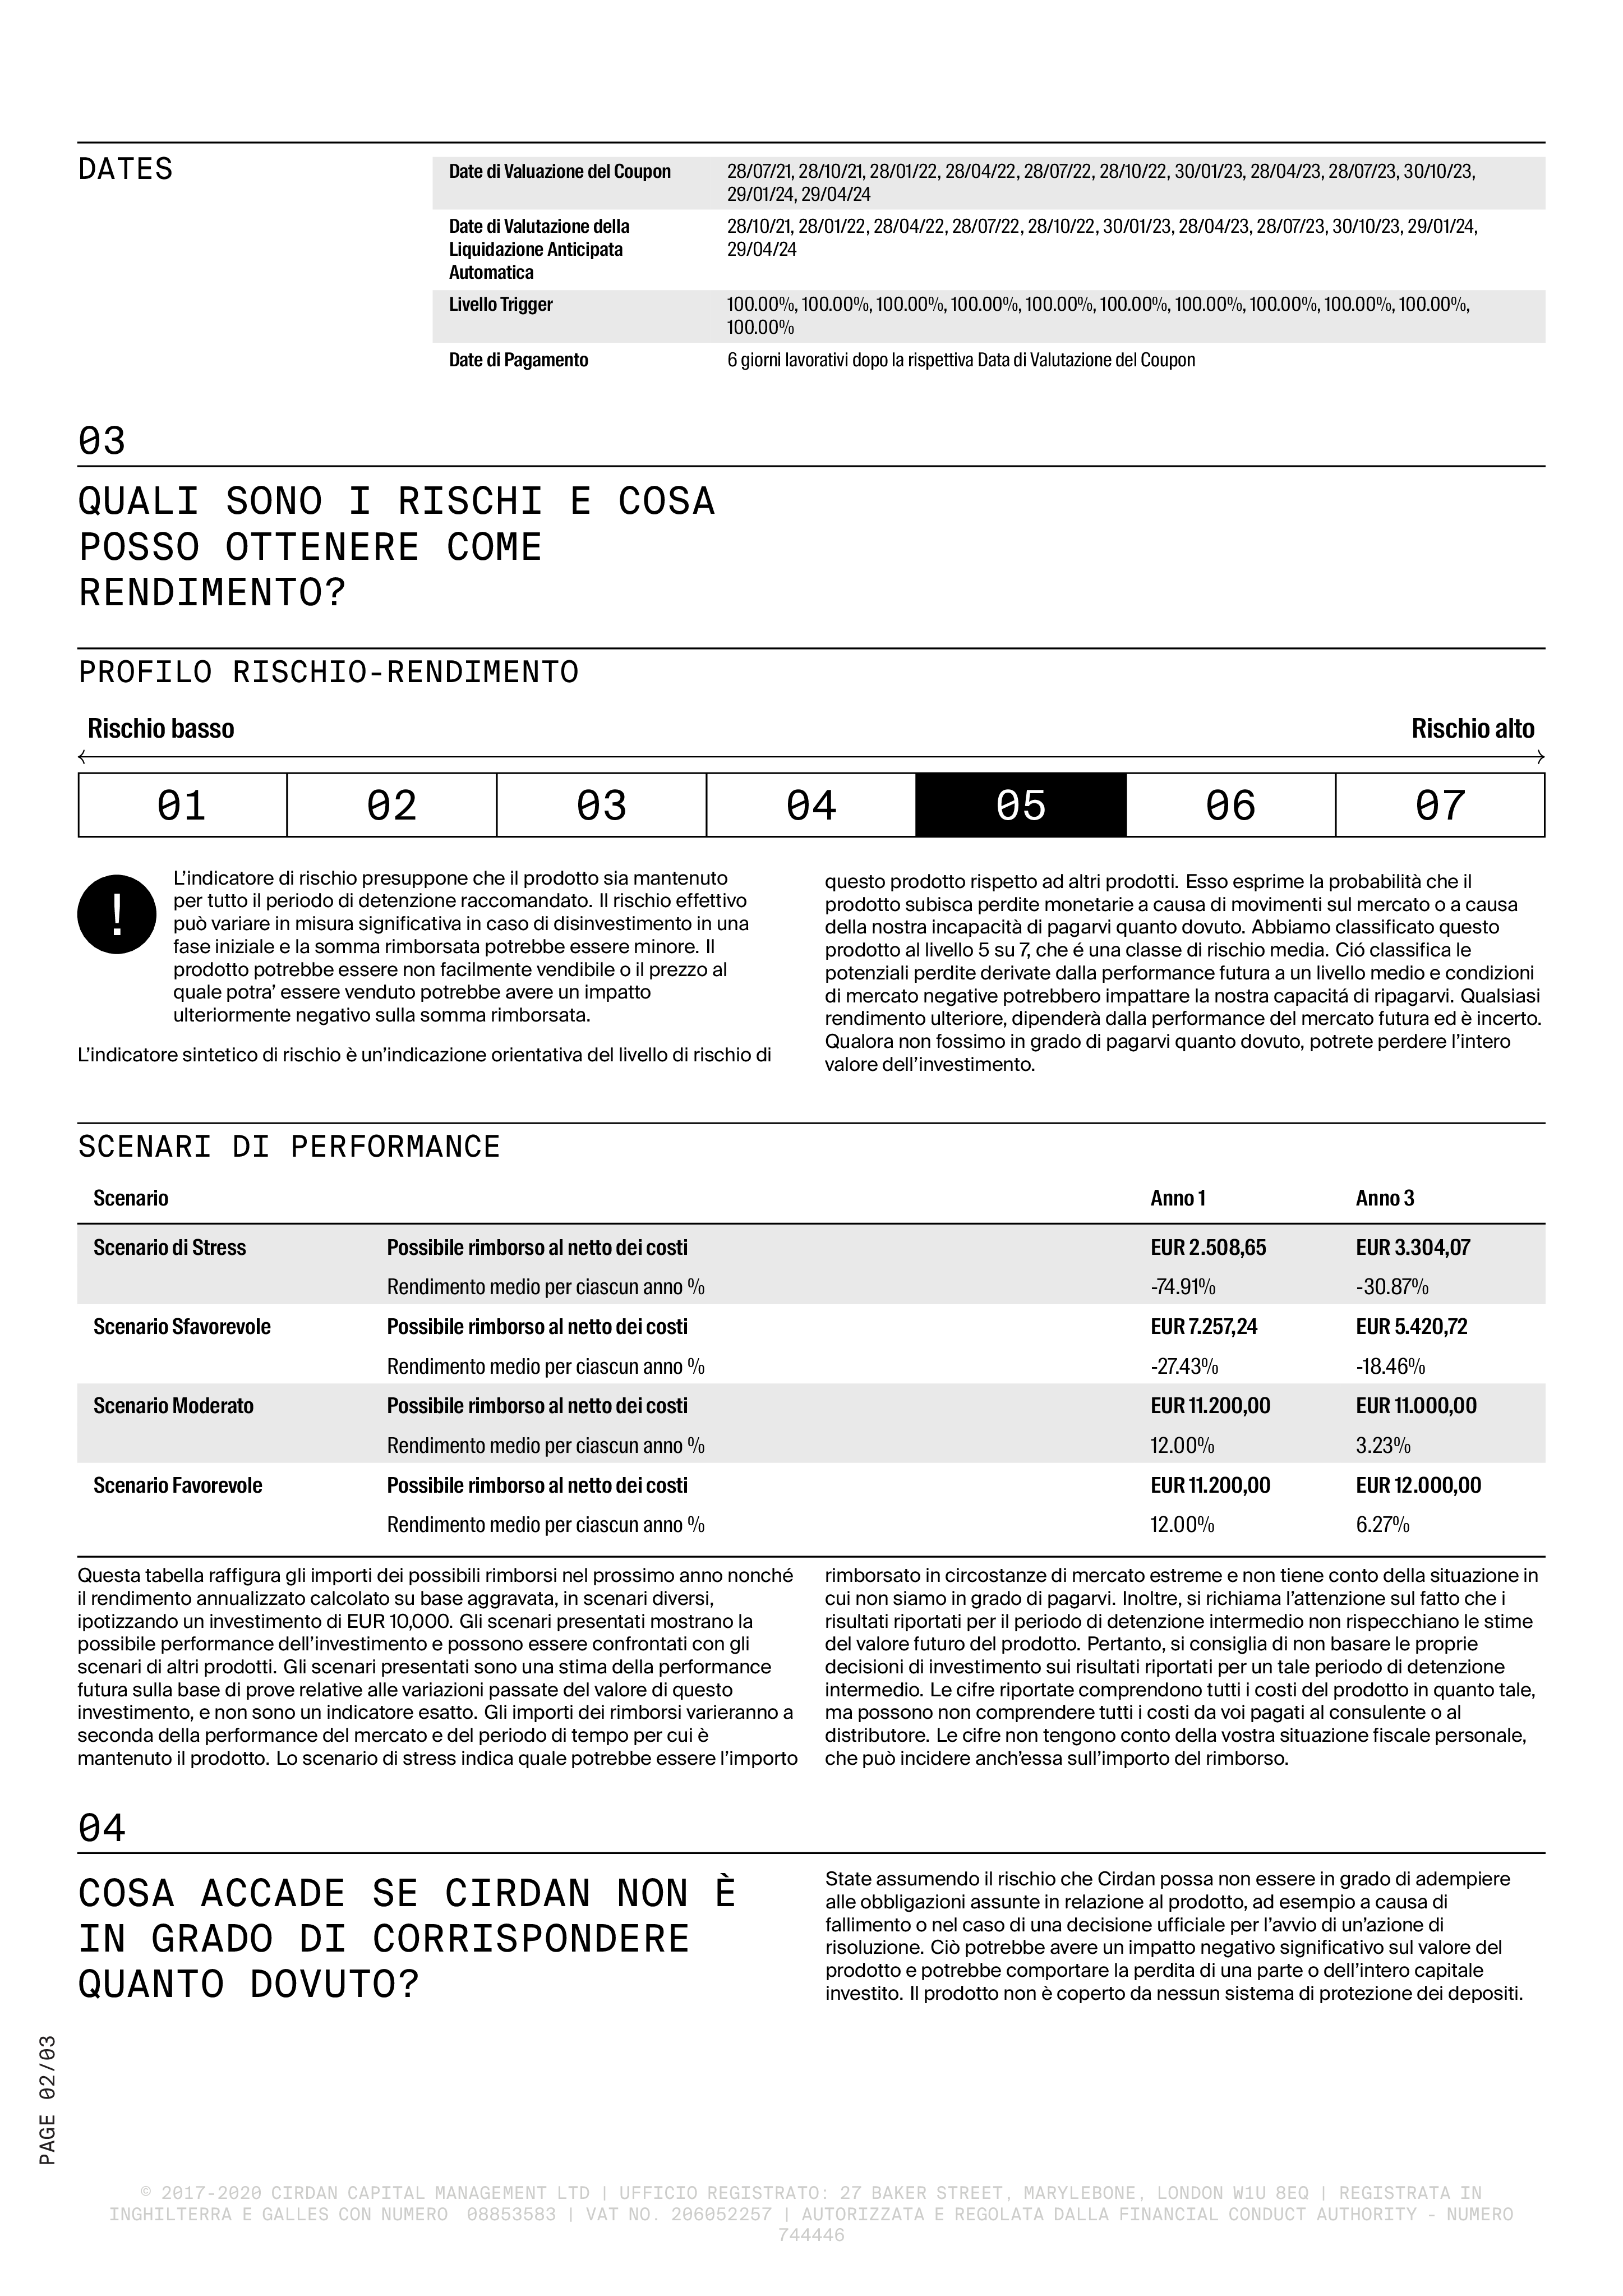 DATES
Date di Valuazione del Coupon
28/07/21, 28/10/21, 28/01/22, 28/04/22, 28/07/22, 28/10/22, 30/01/23, 28/04/23, 28/07/23, 30/10/23,
29/01/24, 29/04/24
Date di Valutazione della
Liquidazione Anticipata
Automatica
28/10/21, 28/01/22, 28/04/22, 28/07/22, 28/10/22, 30/01/23, 28/04/23, 28/07/23, 30/10/23, 29/01/24,
29/04/24
Livello Trigger
100.00%, 100.00%, 100.00%, 100.00%, 100.00%, 100.00%, 100.00%, 100.00%, 100.00%, 100.00%,
100.00%
Date di Pagamento
6 giorni lavorativi dopo la rispettiva Data di Valutazione del Coupon
03
QUALI SONO I RISCHI E COSA
POSSO OTTENERE COME
RENDIMENTO?
PROFILO RISCHIO-RENDIMENTO
Rischio basso Rischio alto
01 02 03 04 05 06 07
!
L'indicatore di rischio presuppone che il prodotto sia mantenuto
per tutto il periodo di detenzione raccomandato. Il rischio effettivo
può variare in misura significativa in caso di disinvestimento in una
fase iniziale e la somma rimborsata potrebbe essere minore. Il
prodotto potrebbe essere non facilmente vendibile o il prezzo al
quale potra' essere venduto potrebbe avere un impatto
ulteriormente negativo sulla somma rimborsata.
L'indicatore sintetico di rischio è un'indicazione orientativa del livello di rischio di
questo prodotto rispetto ad altri prodotti. Esso esprime la probabilità che il
prodotto subisca perdite monetarie a causa di movimenti sul mercato o a causa
della nostra incapacità di pagarvi quanto dovuto. Abbiamo classificato questo
prodotto al livello 5 su 7, che é una classe di rischio media. Ció classifica le
potenziali perdite derivate dalla performance futura a un livello medio e condizioni
di mercato negative potrebbero impattare la nostra capacitá di ripagarvi. Qualsiasi
rendimento ulteriore, dipenderà dalla performance del mercato futura ed è incerto.
Qualora non fossimo in grado di pagarvi quanto dovuto, potrete perdere l'intero
valore dell'investimento.
SCENARI DI PERFORMANCE
Scenario Anno 1 Anno 3
Scenario di Stress Possibile rimborso al netto dei costi EUR 2.508,65 EUR 3.304,07
Rendimento medio per ciascun anno % -74.91% -30.87%
Scenario Sfavorevole Possibile rimborso al netto dei costi EUR 7.257,24 EUR 5.420,72
Rendimento medio per ciascun anno % -27.43% -18.46%
Scenario Moderato Possibile rimborso al netto dei costi EUR 11.200,00 EUR 11.000,00
Rendimento medio per ciascun anno % 12.00% 3.23%
Scenario Favorevole Possibile rimborso al netto dei costi EUR 11.200,00 EUR 12.000,00
Rendimento medio per ciascun anno % 12.00% 6.27%
Questa tabella raffigura gli importi dei possibili rimborsi nel prossimo anno nonché
il rendimento annualizzato calcolato su base aggravata, in scenari diversi,
ipotizzando un investimento di EUR 10,000. Gli scenari presentati mostrano la
possibile performance dell'investimento e possono essere confrontati con gli
scenari di altri prodotti. Gli scenari presentati sono una stima della performance
futura sulla base di prove relative alle variazioni passate del valore di questo
investimento, e non sono un indicatore esatto. Gli importi dei rimborsi varieranno a
seconda della performance del mercato e del periodo di tempo per cui è
mantenuto il prodotto. Lo scenario di stress indica quale potrebbe essere l'importo
rimborsato in circostanze di mercato estreme e non tiene conto della situazione in
cui non siamo in grado di pagarvi. Inoltre, si richiama l'attenzione sul fatto che i
risultati riportati per il periodo di detenzione intermedio non rispecchiano le stime
del valore futuro del prodotto. Pertanto, si consiglia di non basare le proprie
decisioni di investimento sui risultati riportati per un tale periodo di detenzione
intermedio. Le cifre riportate comprendono tutti i costi del prodotto in quanto tale,
ma possono non comprendere tutti i costi da voi pagati al consulente o al
distributore. Le cifre non tengono conto della vostra situazione fiscale personale,
che può incidere anch'essa sull'importo del rimborso.
04
COSA ACCADE SE CIRDAN NON È
IN GRADO DI CORRISPONDERE
QUANTO DOVUTO?
State assumendo il rischio che Cirdan possa non essere in grado di adempiere
alle obbligazioni assunte in relazione al prodotto, ad esempio a causa di
fallimento o nel caso di una decisione ufficiale per l'avvio di un'azione di
risoluzione. Ciò potrebbe avere un impatto negativo significativo sul valore del
prodotto e potrebbe comportare la perdita di una parte o dell'intero capitale
investito. Il prodotto non è coperto da nessun sistema di protezione dei depositi.
PAGE 02/03
© 2017-2020 CIRDAN CAPITAL MANAGEMENT LTD | UFFICIO REGISTRATO: 27 BAKER STREET, MARYLEBONE, LONDON W1U 8EQ | REGISTRATA IN
INGHILTERRA E GALLES CON NUMERO 08853583 | VAT NO. 206052257 | AUTORIZZATA E REGOLATA DALLA FINANCIAL CONDUCT AUTHORITY - NUMERO
744446